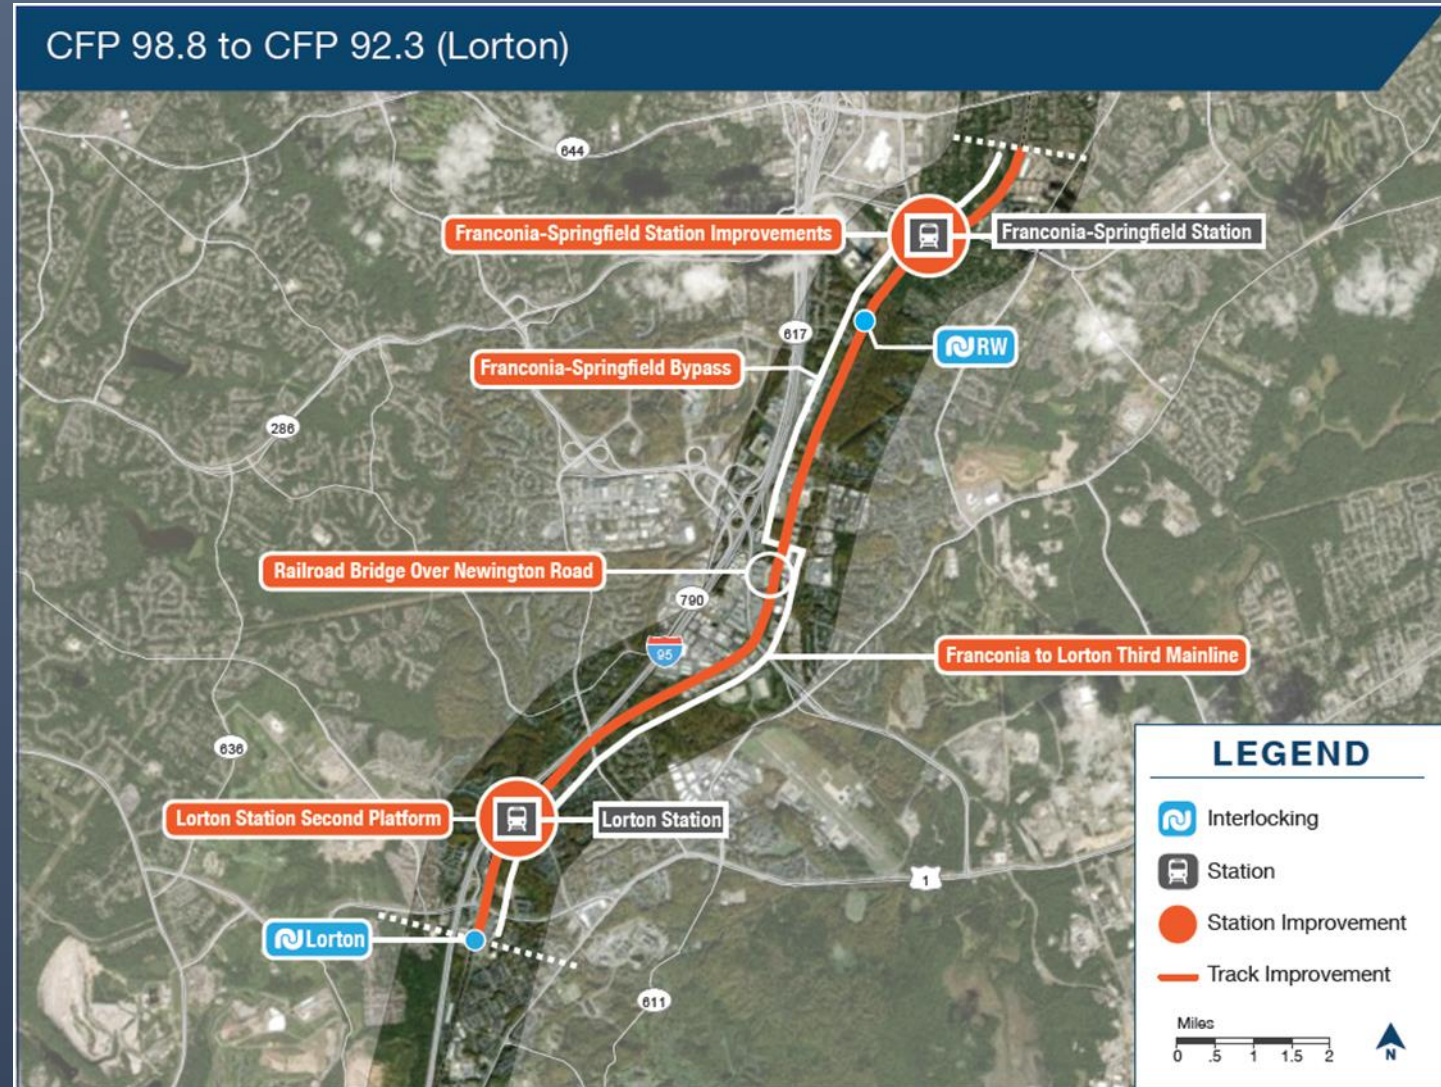 CFP 98.8 to CFP 92.3 (Lorton)
644
Franconia-Springfield Station Improvements
Franconia-Springfield Station
617
RW
Franconia-Springfield Bypass
286
Railroad Bridge Over Newington Road
790
95
Franconia to Lorton Third Mainline
636
Lorton Station Second Platform
Lorton Station
1
Lorton
611
LEGEND
Interlocking
Station
Station Improvement
Track Improvement
Miles
0 .5 1 1.5 2
N